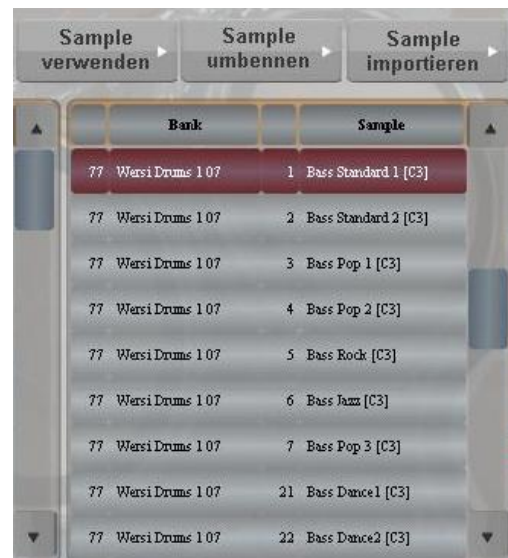 Sample verwenden
Sample umbennen
Sample importieren
Bank Sample
77 Wersi Drums 1 07 1 Bass Standard 1 [C3]
77 Wersi Drums 1 07 2 Bass Standard 2 [C3]
77 Wersi Drums 1 07 3 Bass Pop 1 [C3]
77 Wersi Drums 1 07 4 Bass Pop 2 [C3]
77 Wersi Drums 1 07 5 Bass Rock [C3]
77 Wersi Drums 1 07 6 Bass Jazz [C3]
77 Wersi Drums 1 07 7 Bass Pop 3 [C3]
77 Wersi Drums 1 07 21 Bass Dance1 [C3]
77 Wersi Drums 1 07 22 Bass Dance2 [C3]